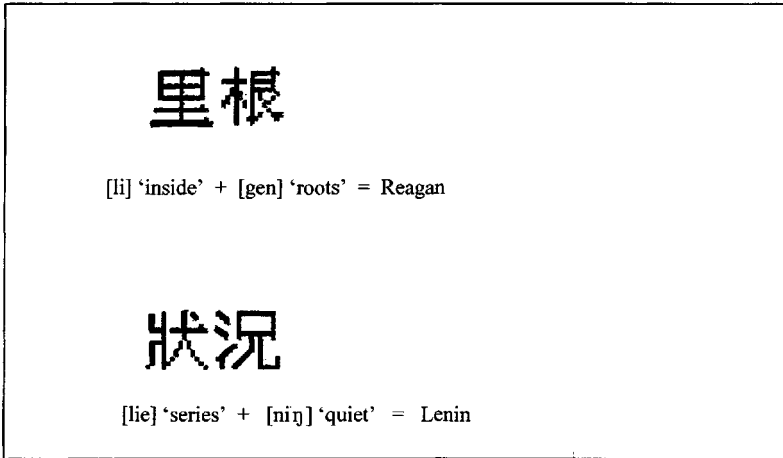 里根
[li] ‘inside’ + [gen] ‘roots’ = Reagan
狀況
[lie] ‘series’ + [niŋ] ‘quiet’ = Lenin